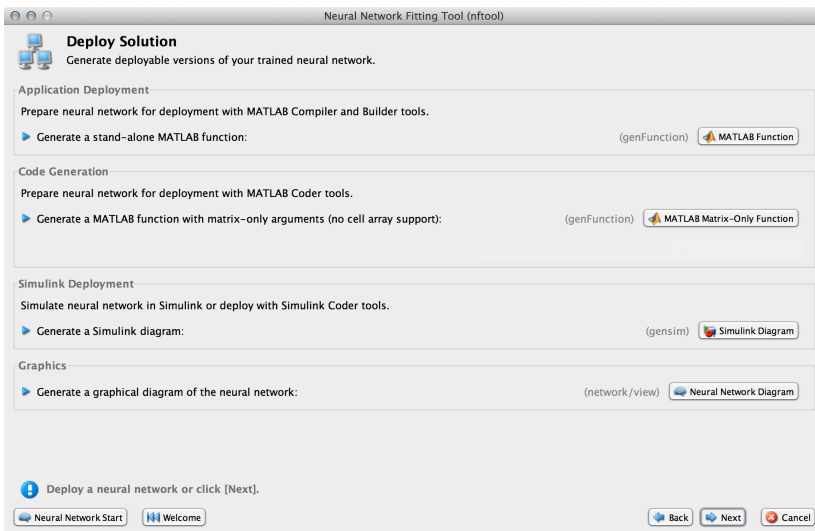 Neural Network Fitting Tool (nftool)
Deploy Solution
Generate deployable versions of your trained neural network.
Application Deployment
Prepare neural network for deployment with MATLAB Compiler and Builder tools.
Generate a stand-alone MATLAB function: (genFunction) MATLAB Function
Code Generation
Prepare neural network for deployment with MATLAB Coder tools.
Generate a MATLAB function with matrix-only arguments (no cell array support): (genFunction) MATLAB Matrix-Only Function
Simulink Deployment
Simulate neural network in Simulink or deploy with Simulink Coder tools.
Generate a Simulink diagram: (gensim) Simulink Diagram
Graphics
Generate a graphical diagram of the neural network: (network/view) Neural Network Diagram
Deploy a neural network or click [Next].
Neural Network Start Welcome Back Next Cancel